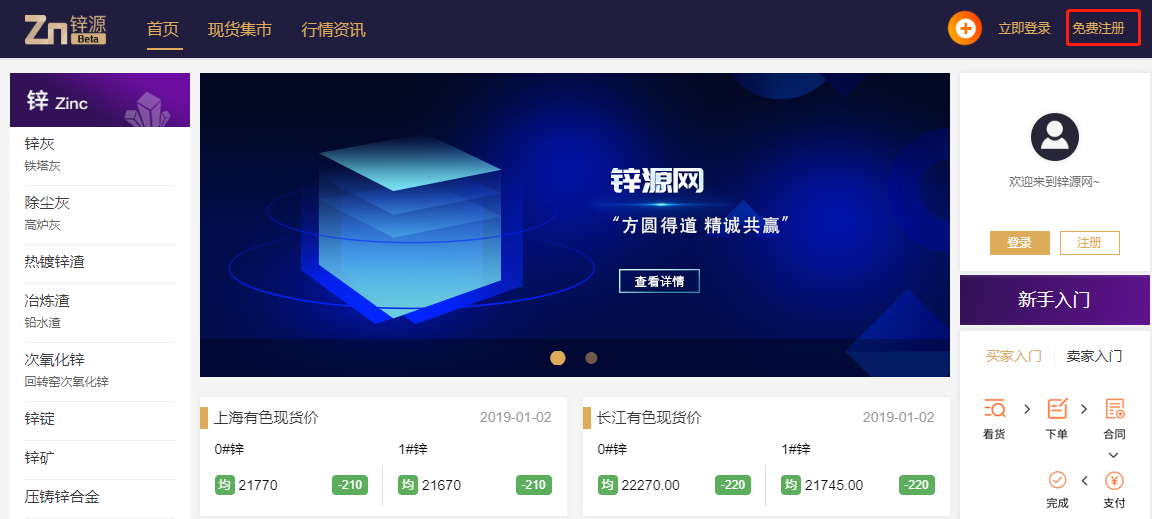 Zn 锌源 Beta
首页 现货集市 行情资讯 立即登录 免费注册
锌 Zinc
锌灰
铁塔灰
除尘灰
高炉灰
热镀锌渣
冶炼渣
铅水渣
次氧化锌
回转窑次氧化锌
锌锭
锌矿
压铸锌合金
锌源网
“方圆得道 精诚共赢”
查看详情
上海有色现货价 2019-01-02
0#锌 1#锌
均 21770 -210 均 21670 -210
长江有色现货价 2019-01-02
0#锌 1#锌
均 22270.00 -220 均 21745.00 -220
欢迎来到锌源网~
登录 注册
新手入门
买家入门 卖家入门
看货 下单 合同
完成 支付